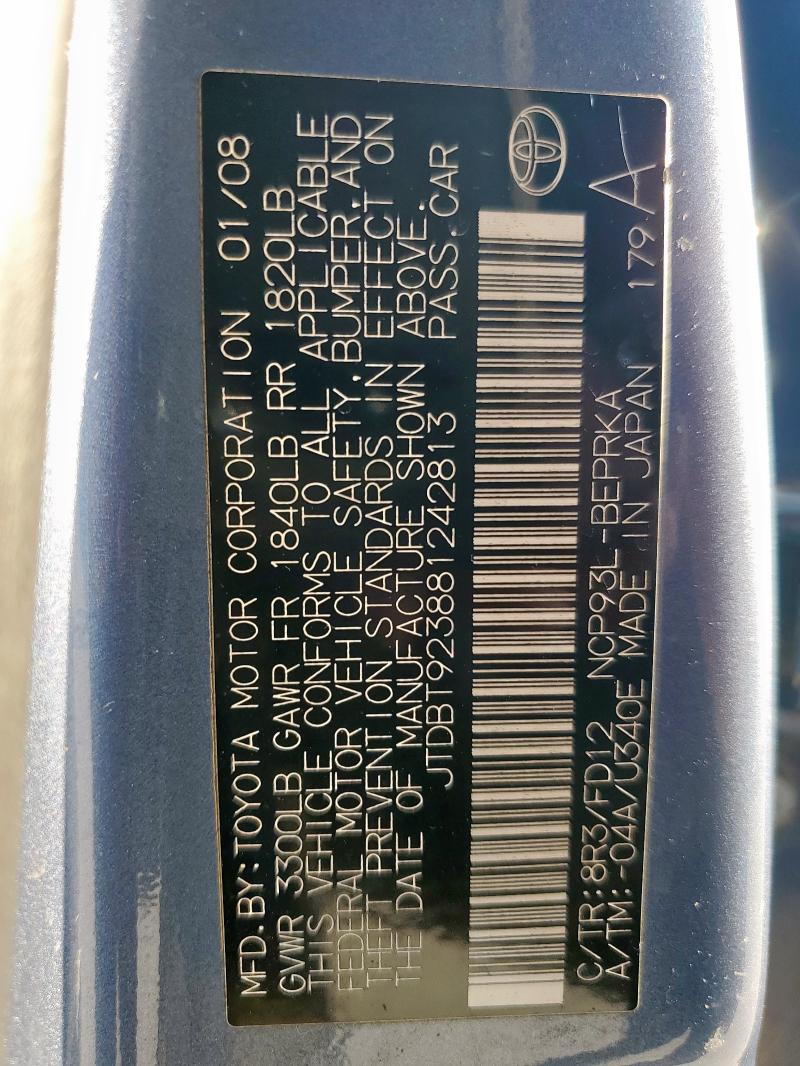 MFD.BY:TOYOTA MOTOR CORPORATION 01/08
GVWR 3300LB GAWR FR 1840LB RR 1820LB
THIS VEHICLE CONFORMS TO ALL APPLICABLE
FEDERAL MOTOR VEHICLE SAFETY,BUMPER,AND
THEFT PREVENTION STANDARDS IN EFFECT ON
THE DATE OF MANUFACTURE SHOWN ABOVE.
JTDBT923881242813 PASS.CAR
C/TR:8R3/FD12 NCP93L-BEPRKA
A/TM:-04A/U340E MADE IN JAPAN 179 A